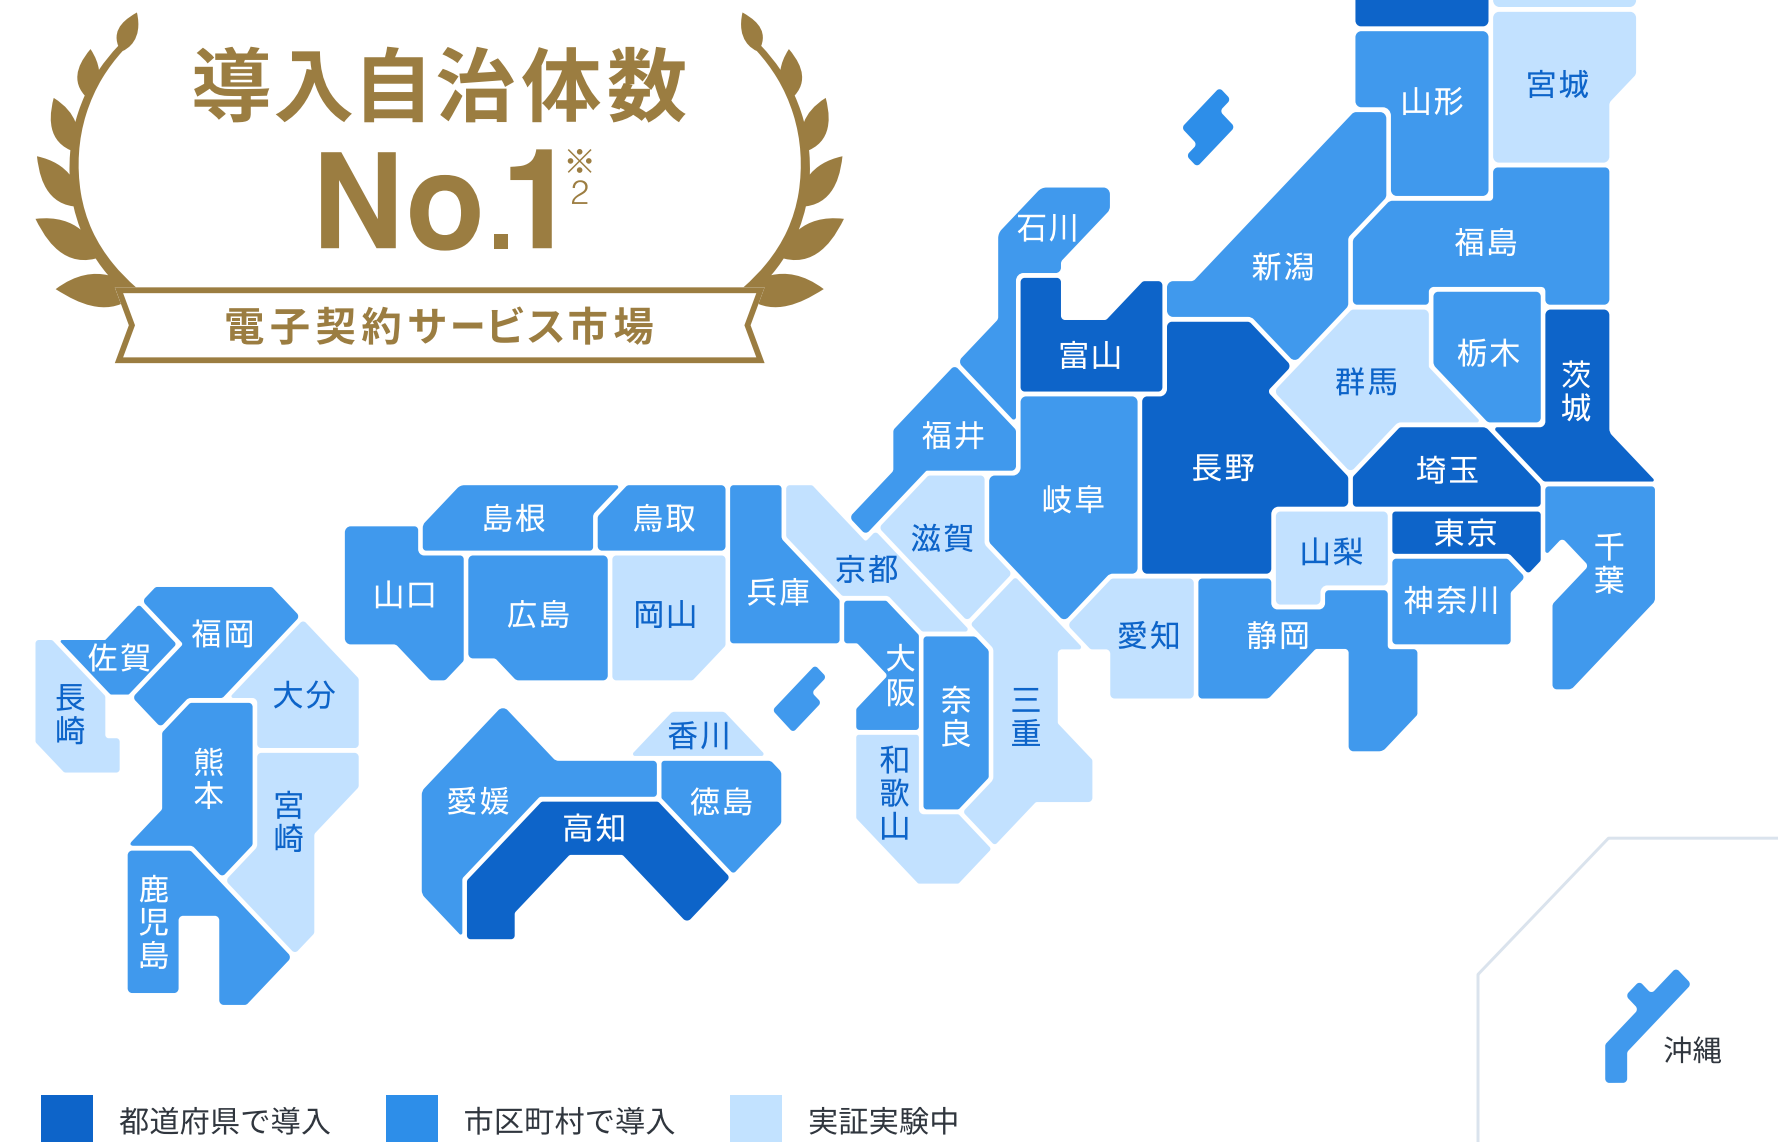 導入自治体数
No.1※2
電子契約サービス市場
宮城
山形
石川
福島
新潟
富山
栃木
群馬
茨城
福井
長野
埼玉
岐阜
島根
鳥取
滋賀
東京
山梨
千葉
京都
山口
広島
岡山
兵庫
神奈川
福岡
佐賀
愛知
静岡
大阪
長崎
大分
奈良
三重
香川
和歌山
熊本
宮崎
愛媛
徳島
高知
鹿児島
沖縄
都道府県で導入
市区町村で導入
実証実験中